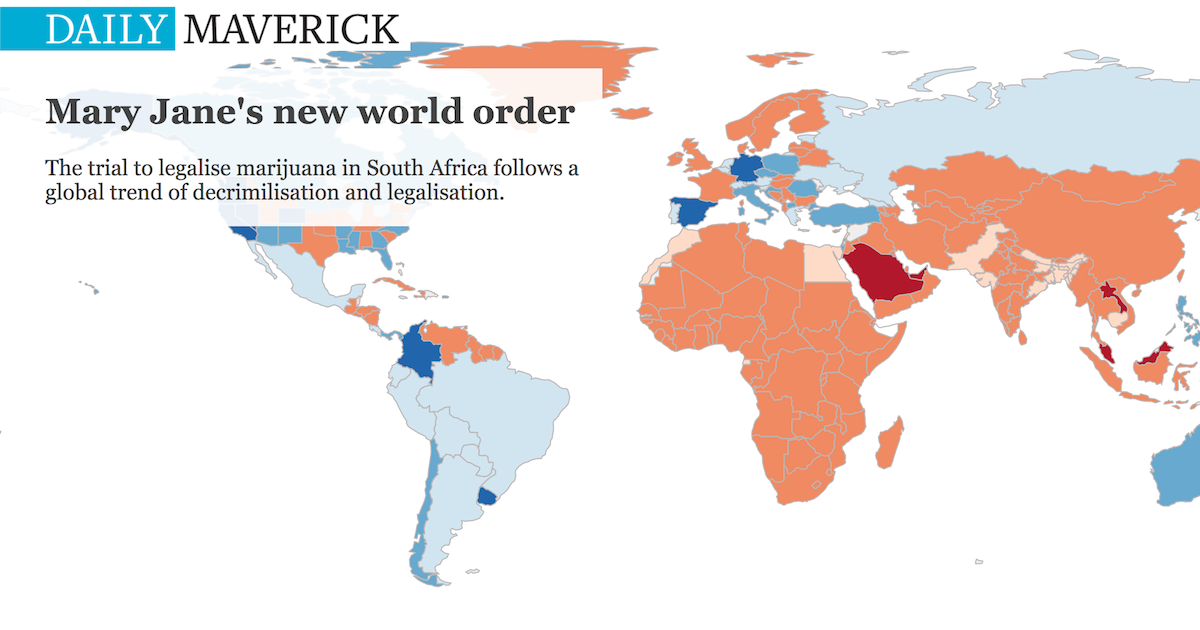 DAILY MAVERICK
Mary Jane's new world order
The trial to legalise marijuana in South Africa follows a
global trend of decrimilisation and legalisation.